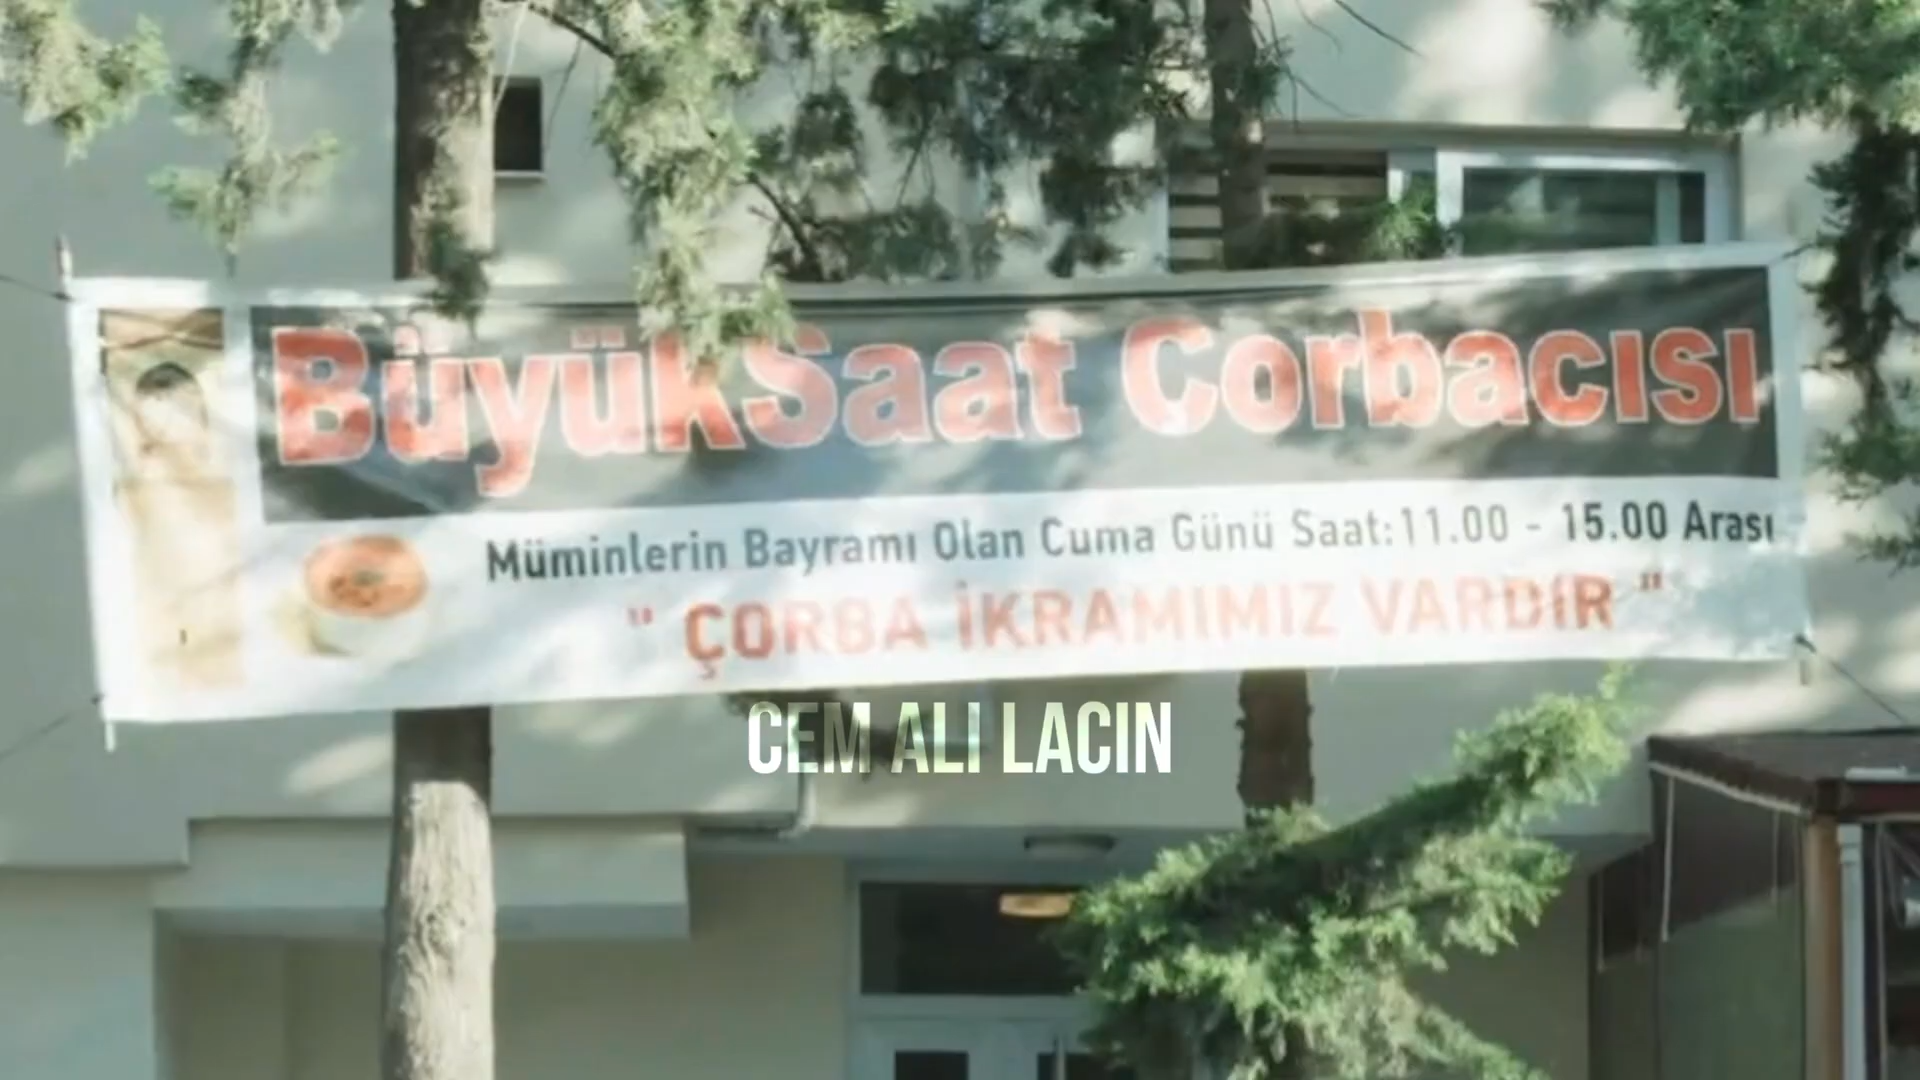 BüyükSaat Çorbacısı
Müminlerin Bayramı Olan Cuma Günü Saat:11.00 - 15.00 Arası
" ÇORBA İKRAMIMIZ VARDIR "
CEM ALI LACIN